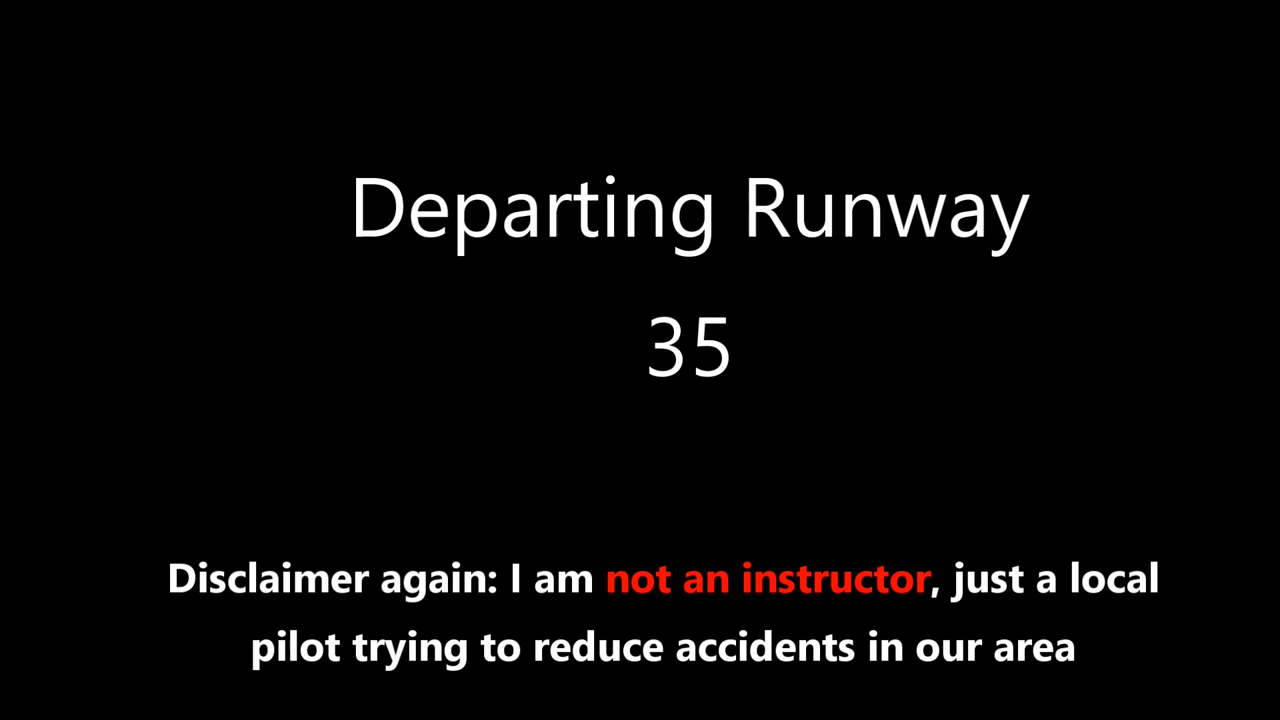 Departing Runway
35
Disclaimer again: I am not an instructor, just a local
pilot trying to reduce accidents in our area